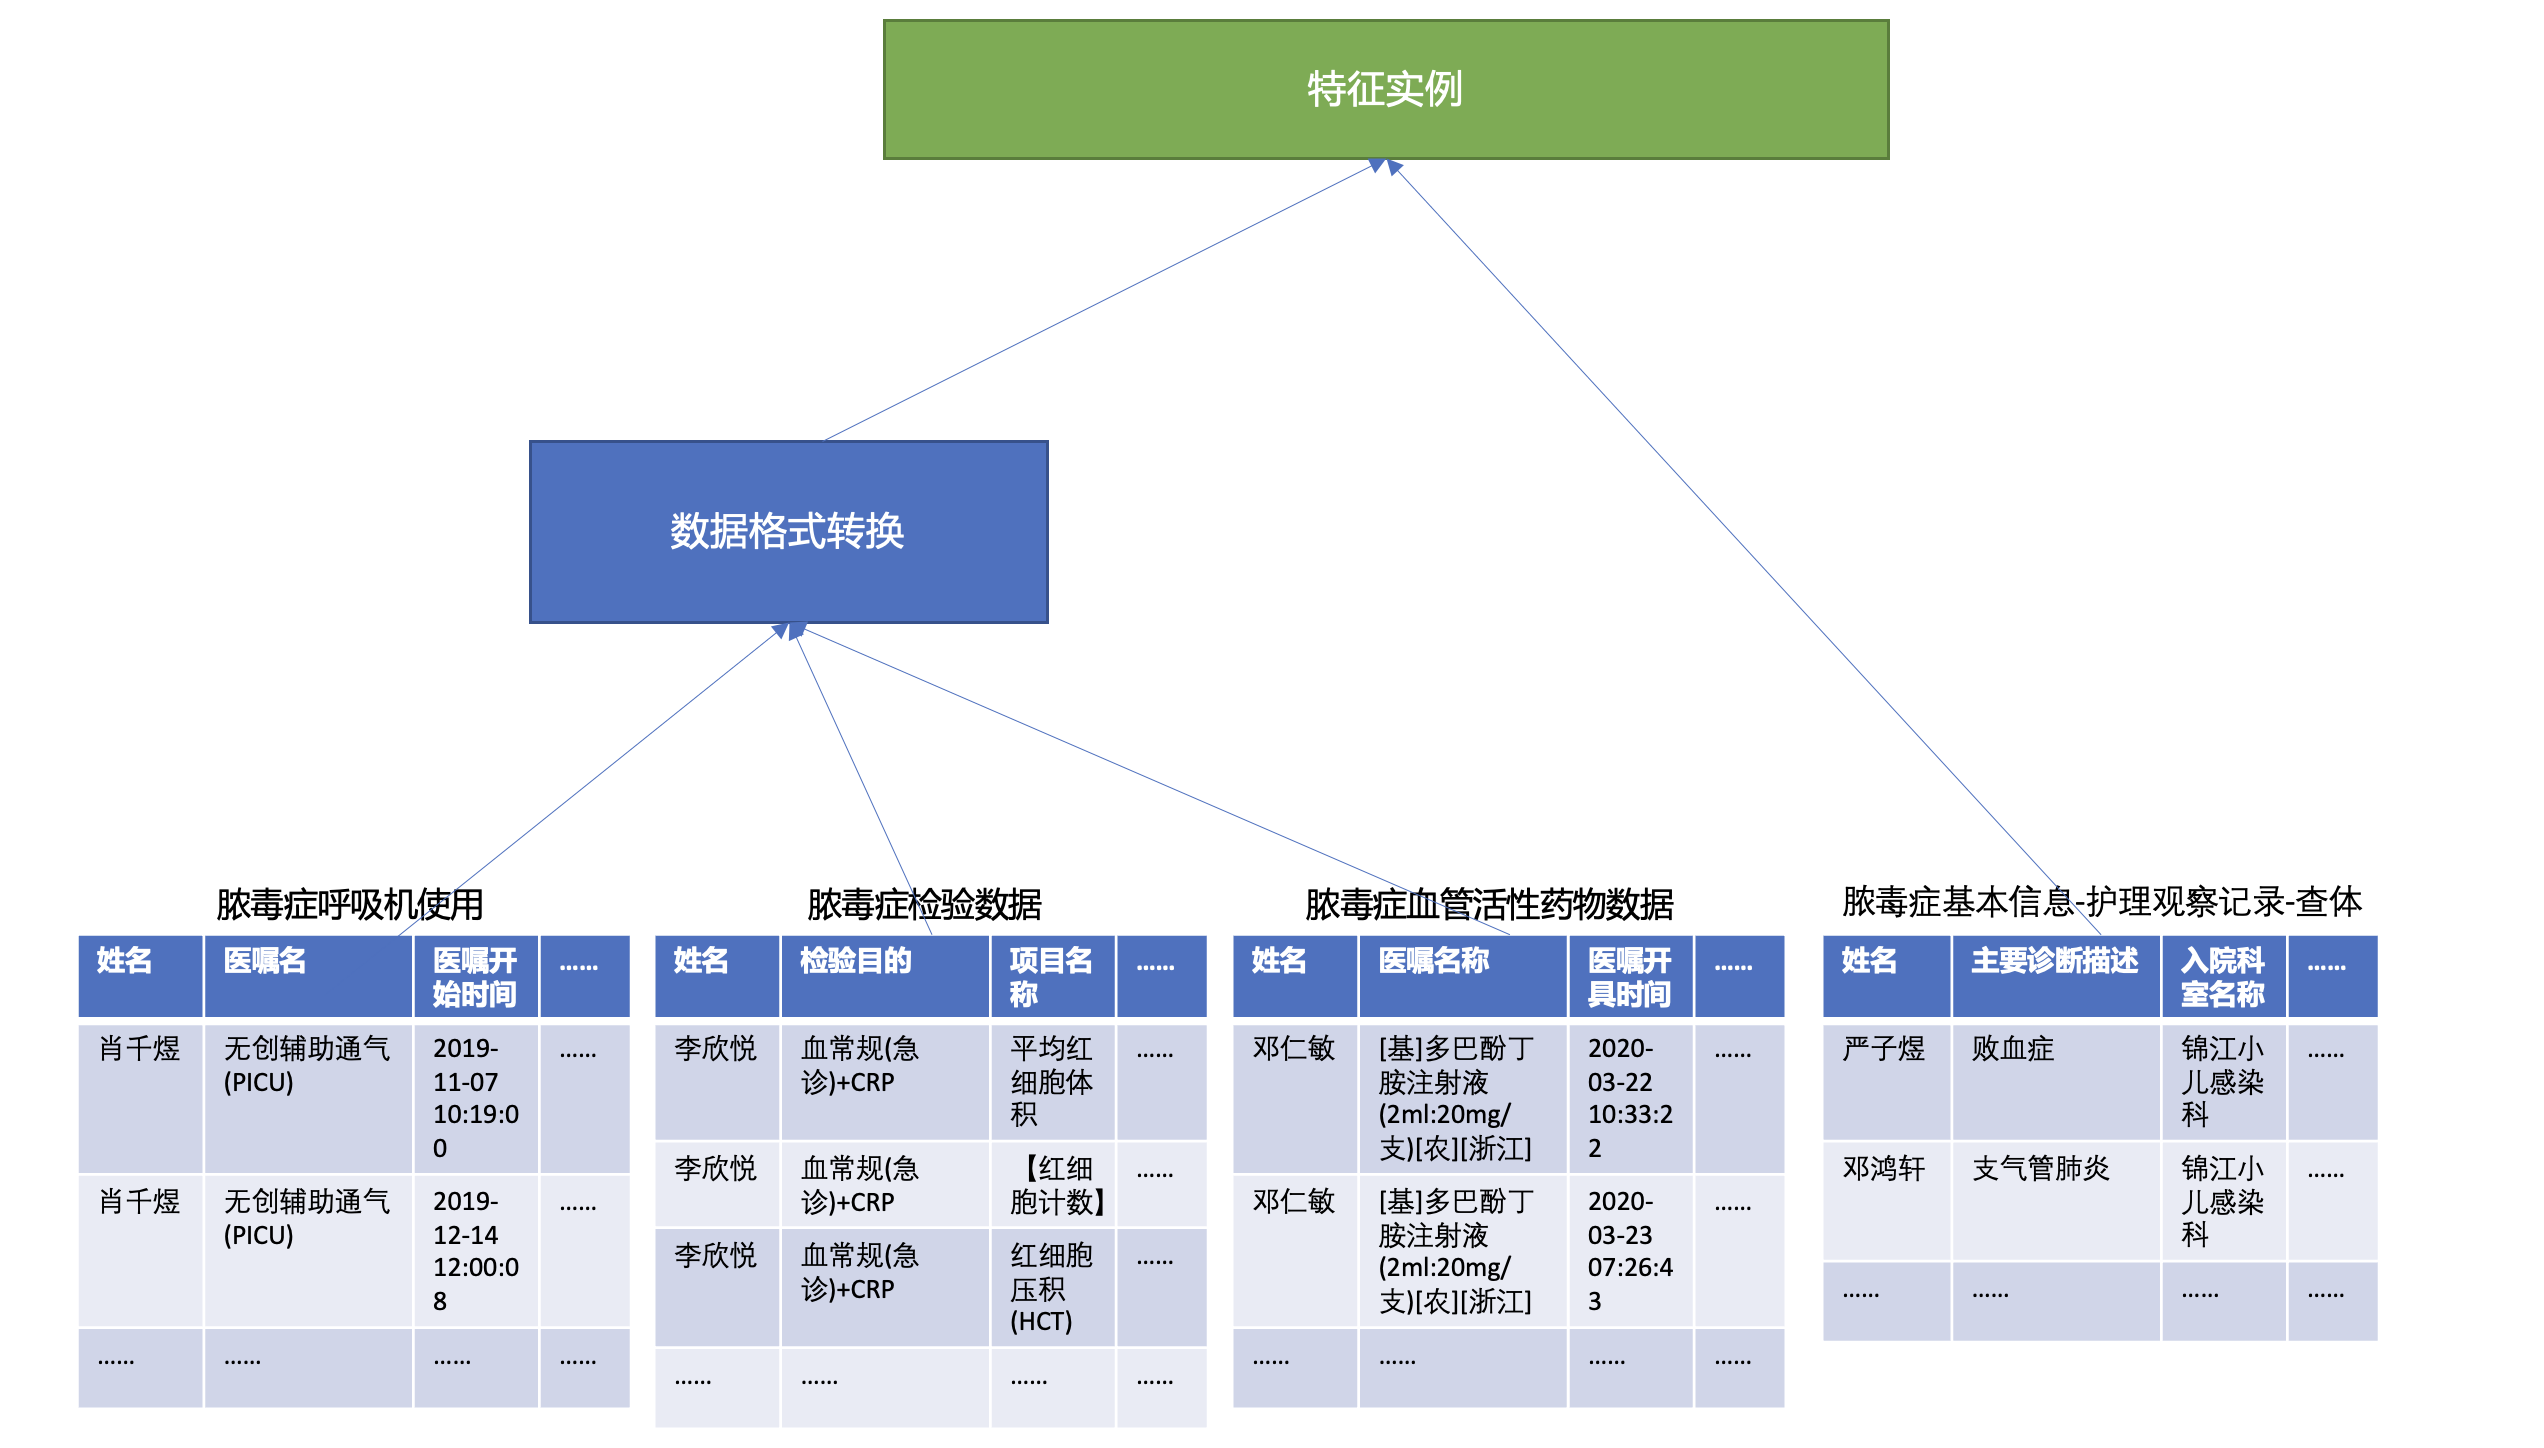 特征实例
数据格式转换
脓毒症呼吸机使用
姓名 医嘱名 医嘱开始时间 ……
肖千煜 无创辅助通气(PICU) 2019-11-07 10:19:00 ……
肖千煜 无创辅助通气(PICU) 2019-12-14 12:00:08 ……
…… …… …… ……
脓毒症检验数据
姓名 检验目的 项目名称 ……
李欣悦 血常规(急诊)+CRP 平均红细胞体积 ……
李欣悦 血常规(急诊)+CRP 【红细胞计数】 ……
李欣悦 血常规(急诊)+CRP 红细胞压积(HCT) ……
…… …… …… ……
脓毒症血管活性药物数据
姓名 医嘱名称 医嘱开具时间 ……
邓仁敏 [基]多巴酚丁胺注射液(2ml:20mg/支)[农][浙江] 2020-03-22 10:33:22 ……
邓仁敏 [基]多巴酚丁胺注射液(2ml:20mg/支)[农][浙江] 2020-03-23 07:26:43 ……
…… …… …… ……
脓毒症基本信息-护理观察记录-查体
姓名 主要诊断描述 入院科室名称 ……
严子煜 败血症 锦江小儿感染科 ……
邓鸿轩 支气管肺炎 锦江小儿感染科 ……
…… …… …… ……